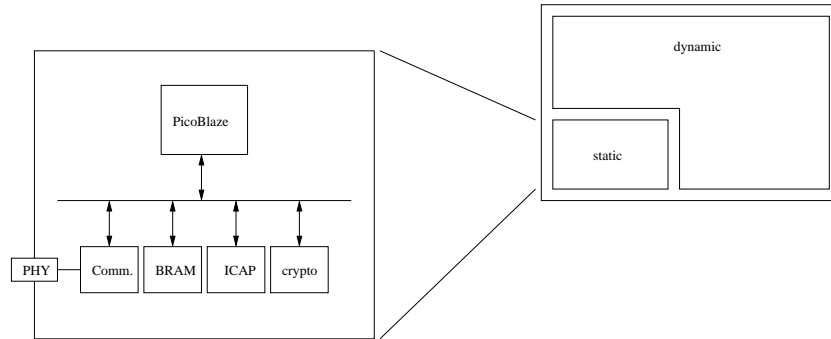 dynamic
PicoBlaze
static
PHY
Comm.
BRAM
ICAP
crypto